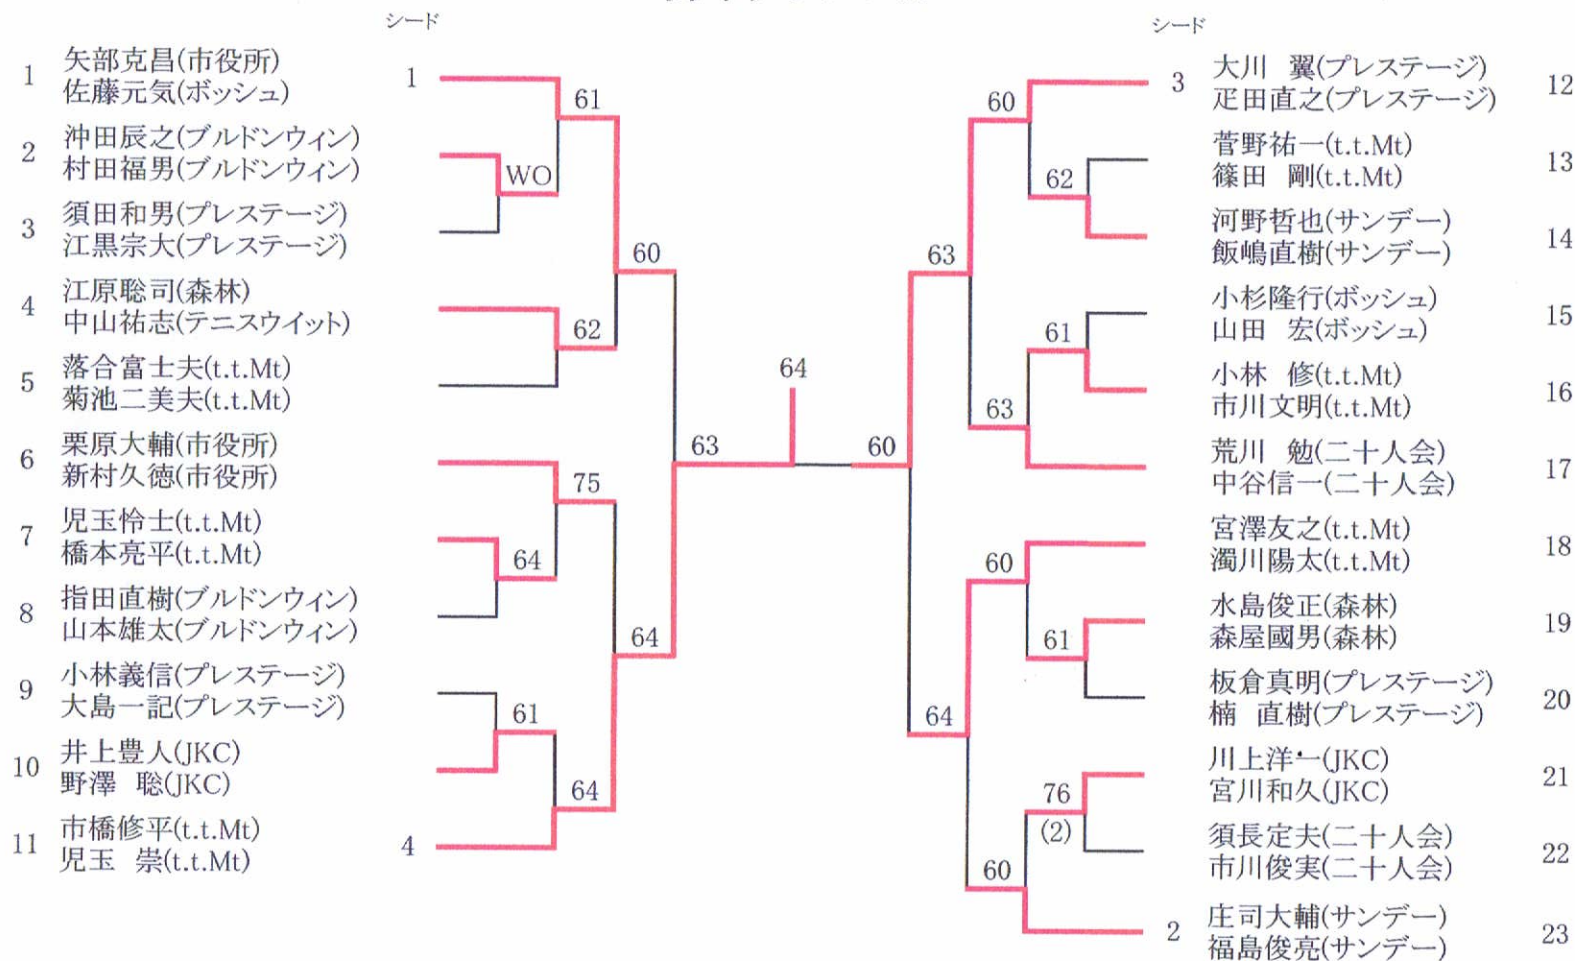 シード
1 矢部克昌(市役所)
佐藤元気(ボッシュ) 1
2 沖田辰之(ブルドンウィン)
村田福男(ブルドンウィン)
3 須田和男(プレステージ)
江黒宗大(プレステージ)
4 江原聡司(森林)
中山祐志(テニスウイット)
5 落合富士夫(t.t.Mt)
菊池二美夫(t.t.Mt)
6 栗原大輔(市役所)
新村久徳(市役所)
7 児玉怜士(t.t.Mt)
橋本亮平(t.t.Mt)
8 指田直樹(ブルドンウィン)
山本雄太(ブルドンウィン)
9 小林義信(プレステージ)
大島一記(プレステージ)
10 井上豊人(JKC)
野澤 聡(JKC)
11 市橋修平(t.t.Mt)
児玉 崇(t.t.Mt) 4
61
WO
60
62
75
64
64
61
64
63
64
60
シード
3 大川 翼(プレステージ)
疋田直之(プレステージ) 12
菅野祐一(t.t.Mt)
篠田 剛(t.t.Mt) 13
河野哲也(サンデー)
飯嶋直樹(サンデー) 14
小杉隆行(ボッシュ)
山田 宏(ボッシュ) 15
小林 修(t.t.Mt)
市川文明(t.t.Mt) 16
荒川 勉(二十人会)
中谷信一(二十人会) 17
宮澤友之(t.t.Mt)
濁川陽太(t.t.Mt) 18
水島俊正(森林)
森屋國男(森林) 19
板倉真明(プレステージ)
楠 直樹(プレステージ) 20
川上洋一(JKC)
宮川和久(JKC) 21
須長定夫(二十人会)
市川俊実(二十人会) 22
2 庄司大輔(サンデー)
福島俊亮(サンデー) 23
60
62
63
61
63
60
61
64
76
(2)
60